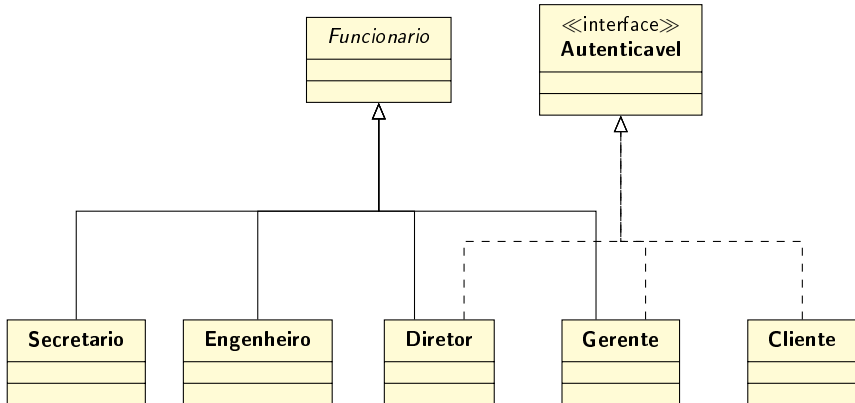 Funcionario
≪interface≫
Autenticavel
Secretario
Engenheiro
Diretor
Gerente
Cliente